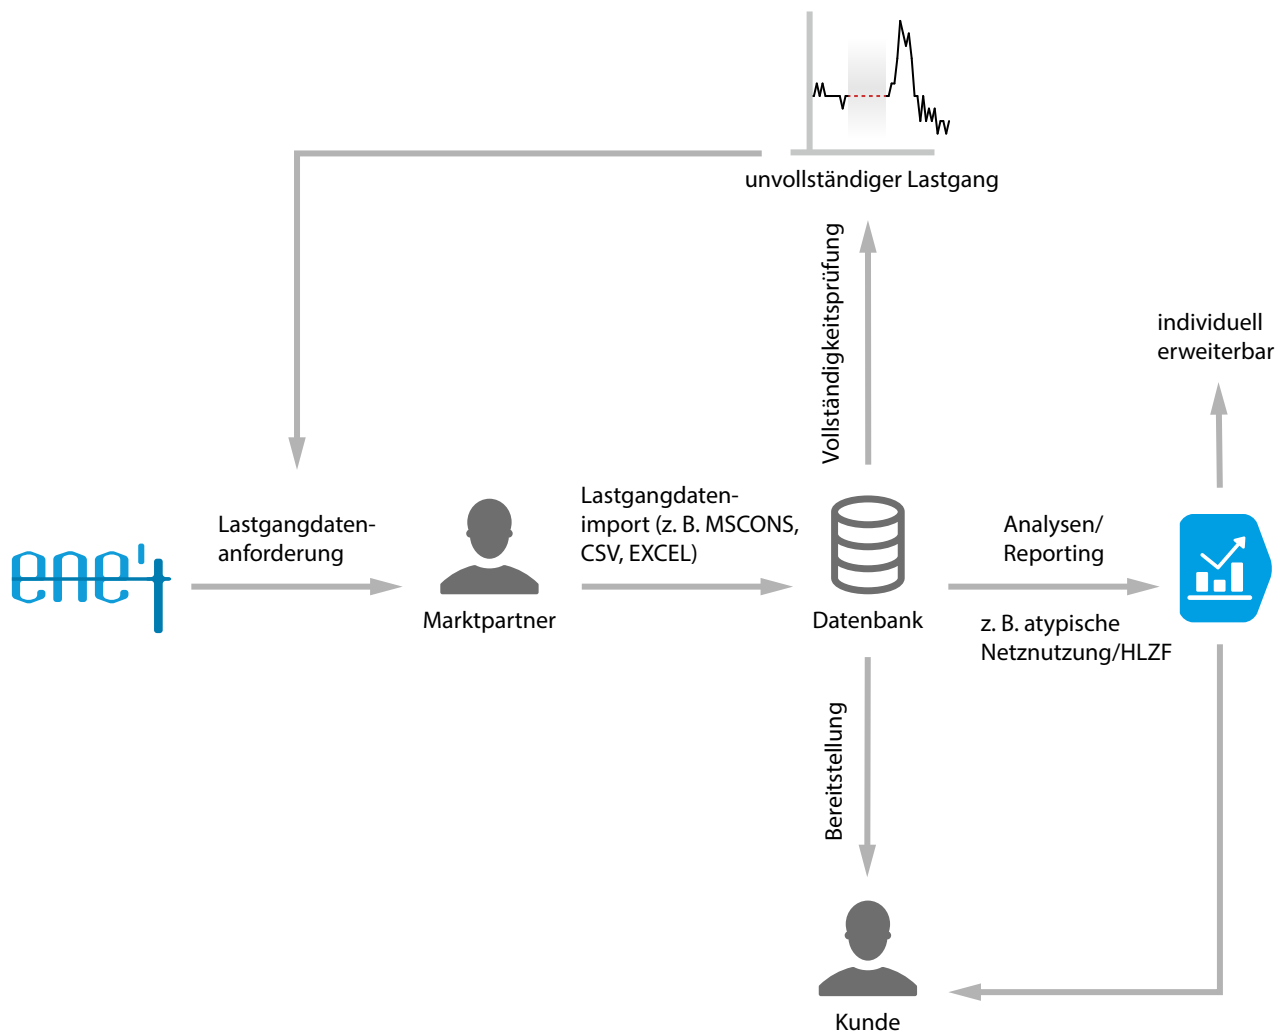 unvollständiger Lastgang
Vollständigkeitsprüfung
individuell
erweiterbar
Lastgangdaten-
anforderung
Lastgangdaten-
import (z. B. MSCONS,
CSV, EXCEL)
Analysen/
Reporting
ene't
Marktpartner
Datenbank
z. B. atypische
Netznutzung/HLZF
Bereitstellung
Kunde